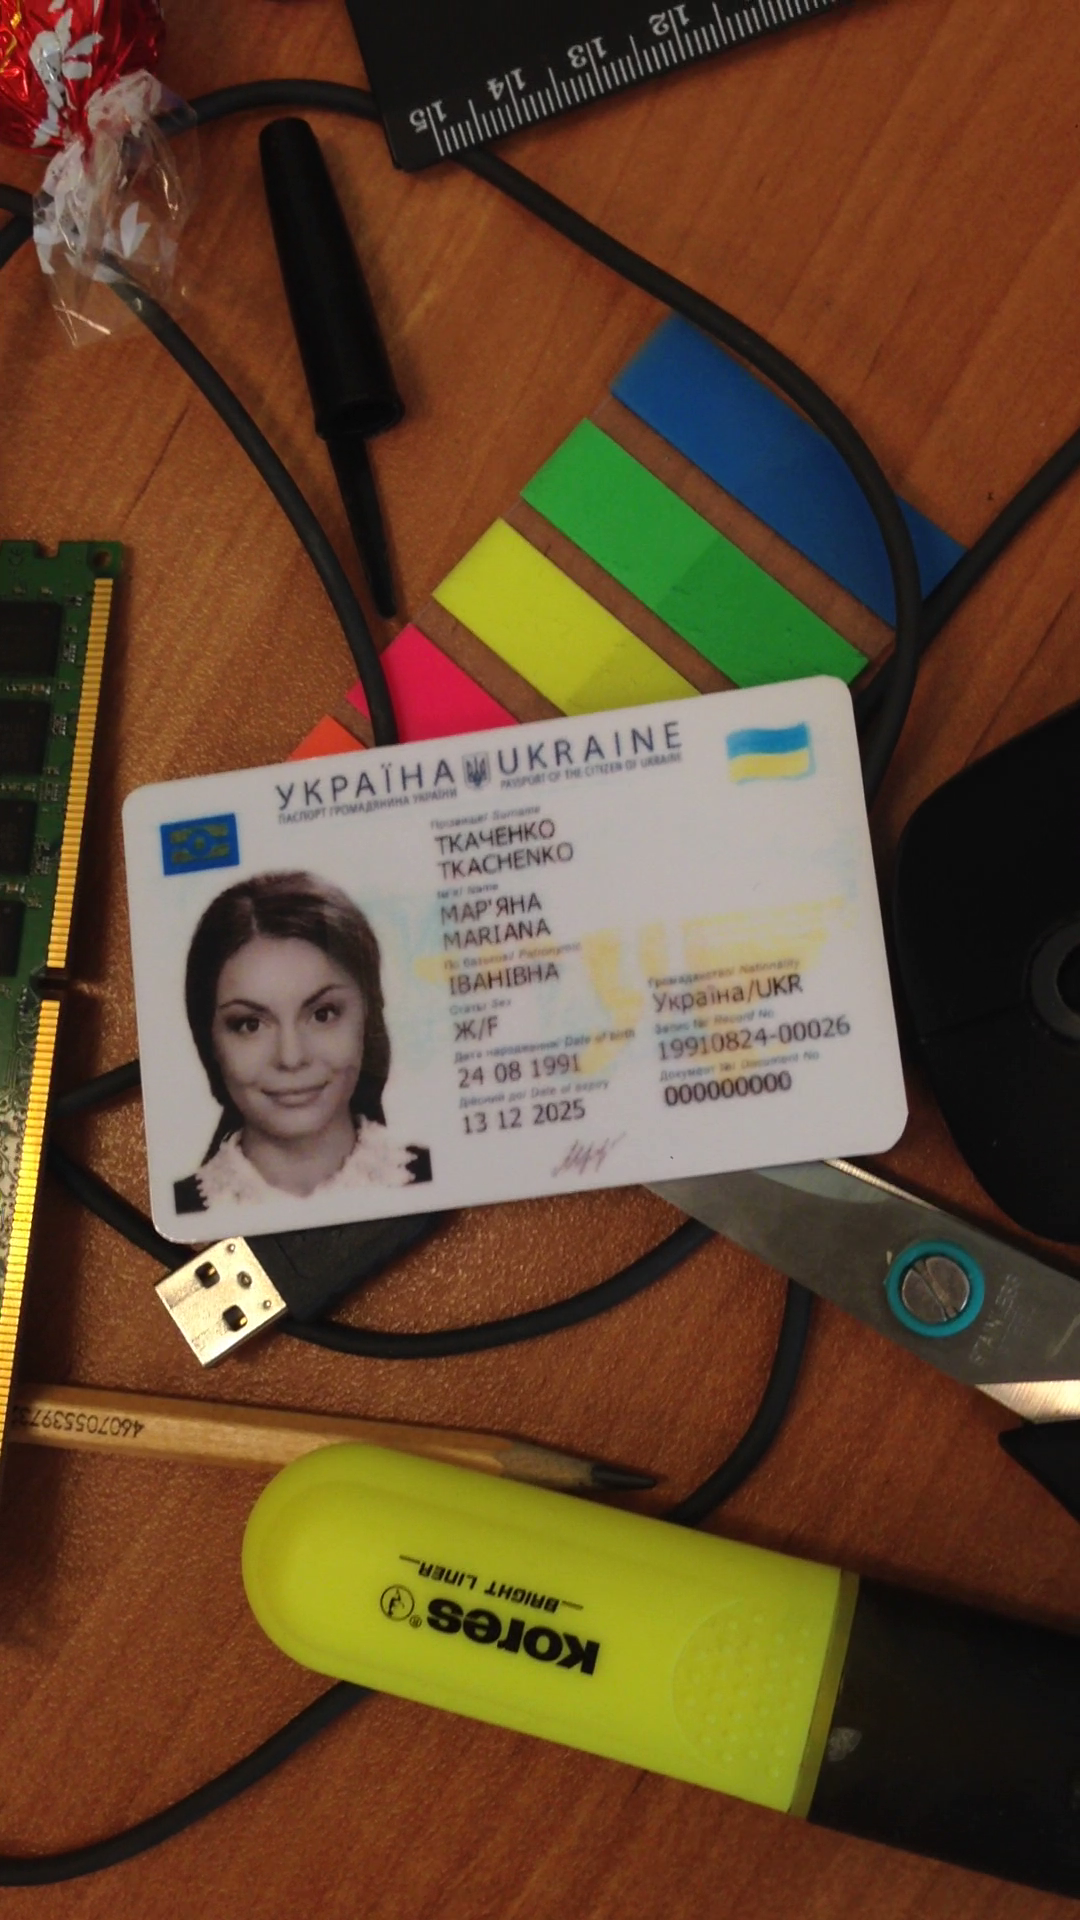 12
13
14
15
УКРАЇНА UKRAINE
ПАСПОРТ ГРОМАДЯНИНА УКРАЇНИ PASSPORT OF THE CITIZEN OF UKRAINE
Прізвище/ Surname
ТКАЧЕНКО
TKACHENKO
Ім'я/ Name
МАР'ЯНА
MARIANA
По батькові/ Patronymic
ІВАНІВНА
Стать/ Sex
Ж/F
Громадянство/ Nationality
Україна/UKR
Дата народження/ Date of birth
24 08 1991
Запис №/ Record No.
19910824-00026
Дійсний до/ Date of expiry
13 12 2025
Документ №/ Document No.
000000000
STAINLESS
46070553973
Kores®
BRIGHT LINER